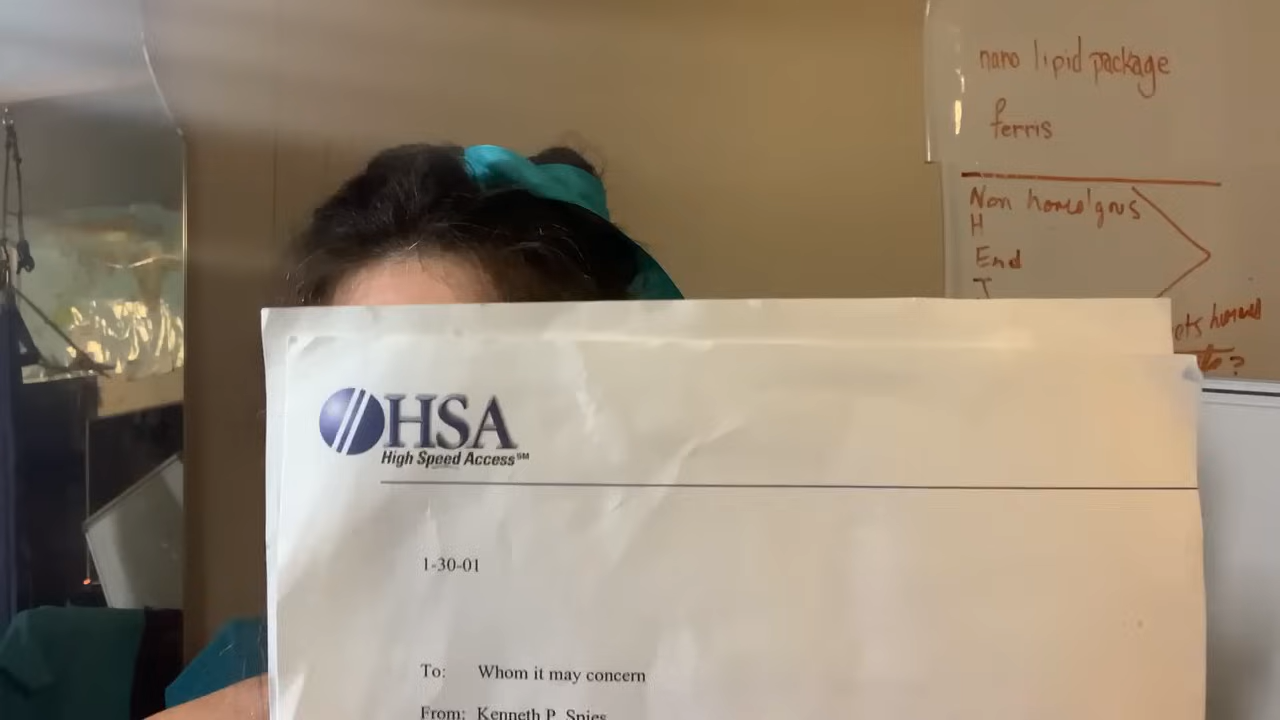 nano lipid package
ferris
Non homolgns
H
End
J
HSA
High Speed Access℠
1-30-01
To: Whom it may concern
From: Kenneth P. Spies